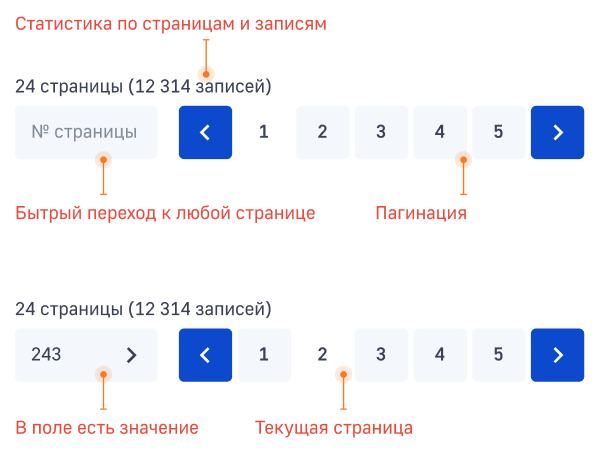 Статистика по страницам и записям
24 страницы (12 314 записей)
№ страницы 1 2 3 4 5
Бытрый переход к любой странице Пагинация
24 страницы (12 314 записей)
243 1 2 3 4 5
В поле есть значение Текущая страница